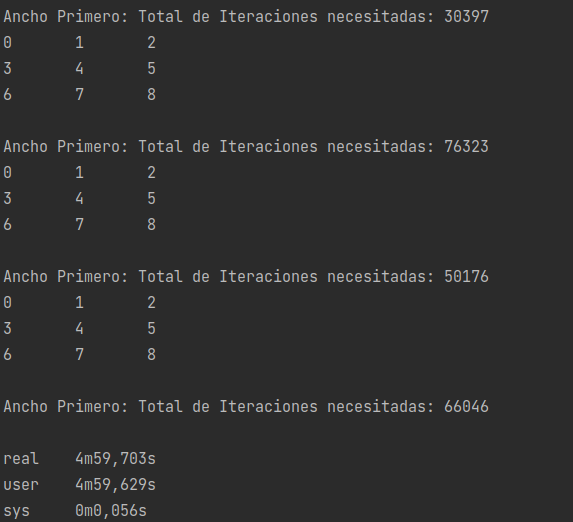 Ancho Primero: Total de Iteraciones necesitadas: 30397
0 1 2
3 4 5
6 7 8
Ancho Primero: Total de Iteraciones necesitadas: 76323
0 1 2
3 4 5
6 7 8
Ancho Primero: Total de Iteraciones necesitadas: 50176
0 1 2
3 4 5
6 7 8
Ancho Primero: Total de Iteraciones necesitadas: 66046
real 4m59,703s
user 4m59,629s
sys 0m0,056s